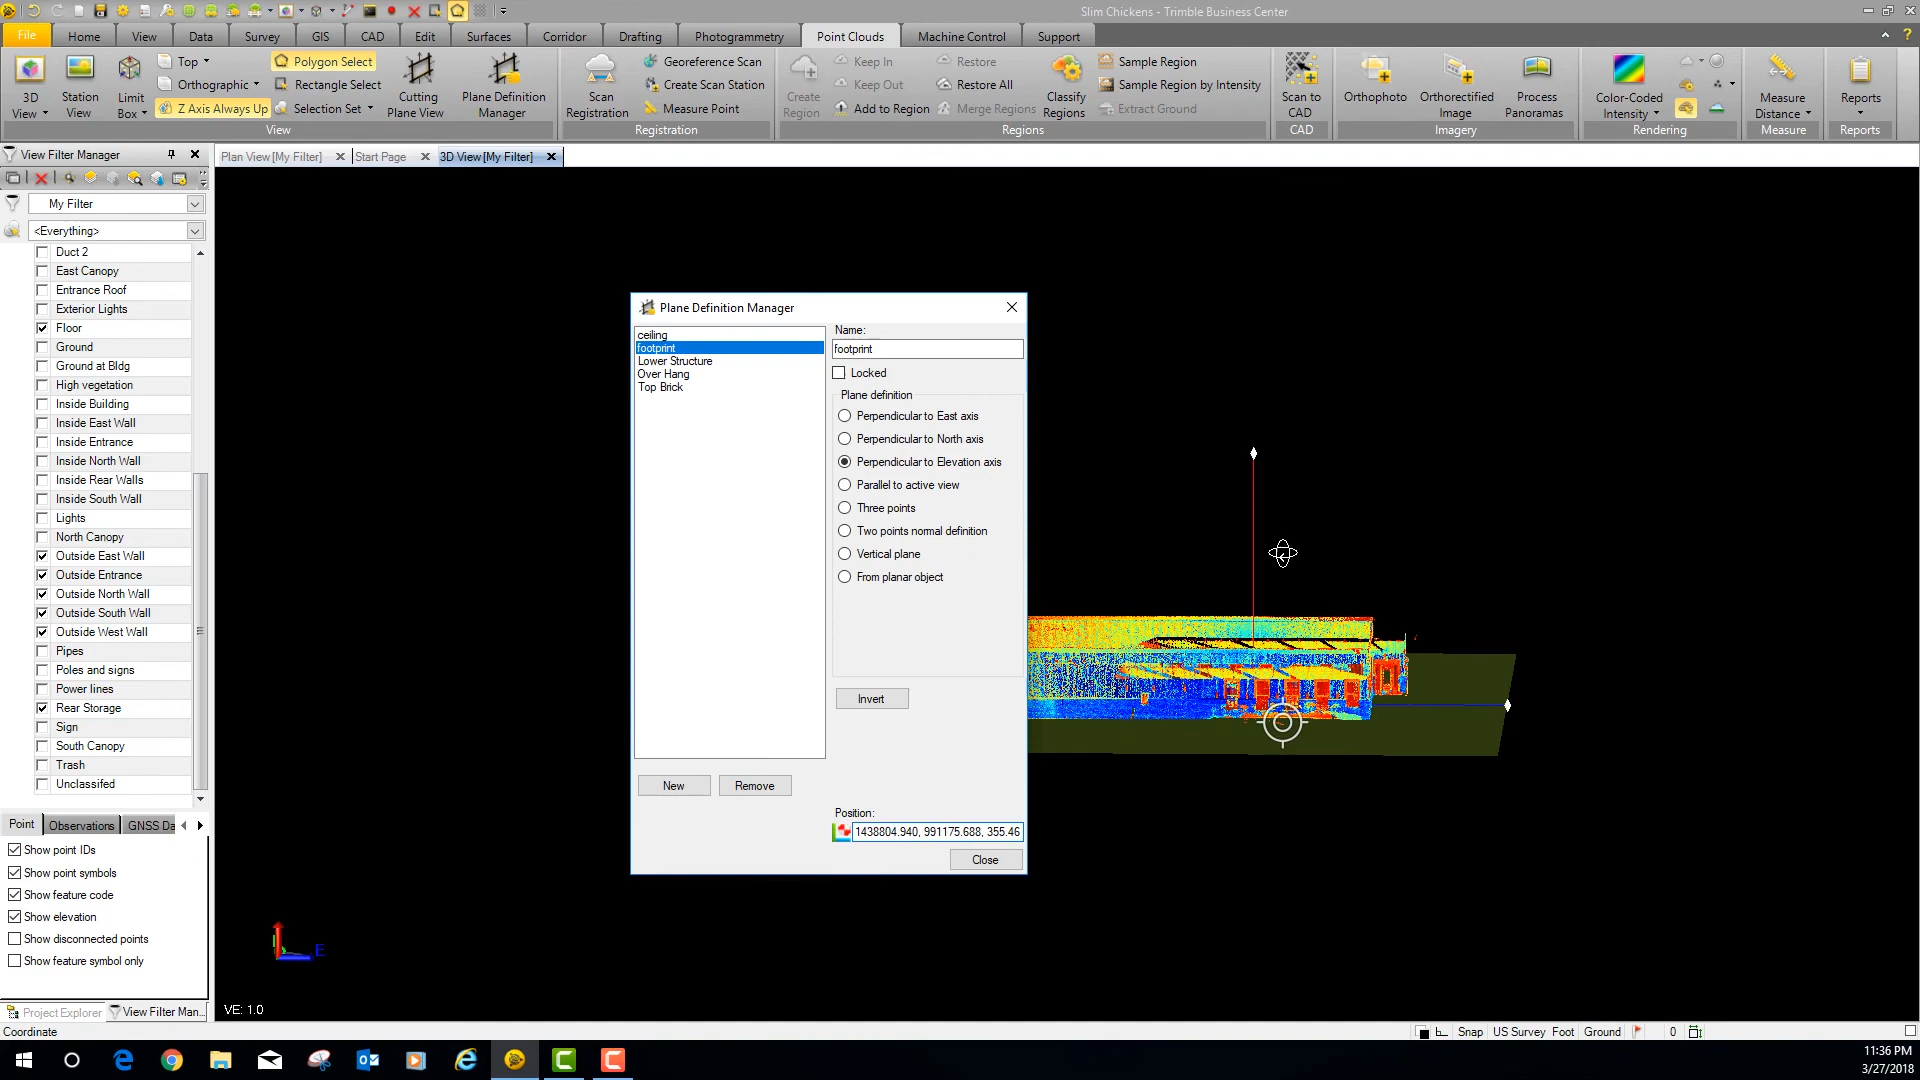 Slim Chickens - Trimble Business Center
File Home View Data Survey GIS CAD Edit Surfaces Corridor Drafting Photogrammetry Point Clouds Machine Control Support
3D View
Station View
Limit Box
Top
Orthographic
Z Axis Always Up
Polygon Select
Rectangle Select
Selection Set
Cutting Plane View
Plane Definition Manager
View
Scan Registration
Georeference Scan
Create Scan Station
Measure Point
Registration
Create Region
Keep In
Keep Out
Add to Region
Restore
Restore All
Merge Regions
Classify Regions
Sample Region
Sample Region by Intensity
Extract Ground
Regions
Scan to CAD
CAD
Orthophoto
Orthorectified Image
Process Panoramas
Imagery
Color-Coded Intensity
Rendering
Measure Distance
Measure
Reports
Reports
View Filter Manager
Plan View [My Filter]
Start Page
3D View [My Filter]
My Filter
<Everything>
Duct 2
East Canopy
Entrance Roof
Exterior Lights
Floor
Ground
Ground at Bldg
High vegetation
Inside Building
Inside East Wall
Inside Entrance
Inside North Wall
Inside Rear Walls
Inside South Wall
Lights
North Canopy
Outside East Wall
Outside Entrance
Outside North Wall
Outside South Wall
Outside West Wall
Pipes
Poles and signs
Power lines
Rear Storage
Sign
South Canopy
Trash
Unclassifed
Point Observations GNSS Da
Show point IDs
Show point symbols
Show feature code
Show elevation
Show disconnected points
Show feature symbol only
Project Explorer View Filter Man...
Plane Definition Manager
ceiling
footprint
Lower Structure
Over Hang
Top Brick
Name:
footprint
Locked
Plane definition
Perpendicular to East axis
Perpendicular to North axis
Perpendicular to Elevation axis
Parallel to active view
Three points
Two points normal definition
Vertical plane
From planar object
Invert
New Remove
Position:
1438804.940, 991175.688, 355.46
Close
E
VE: 1.0
Coordinate
Snap US Survey Foot Ground 0
11:36 PM
3/27/2018